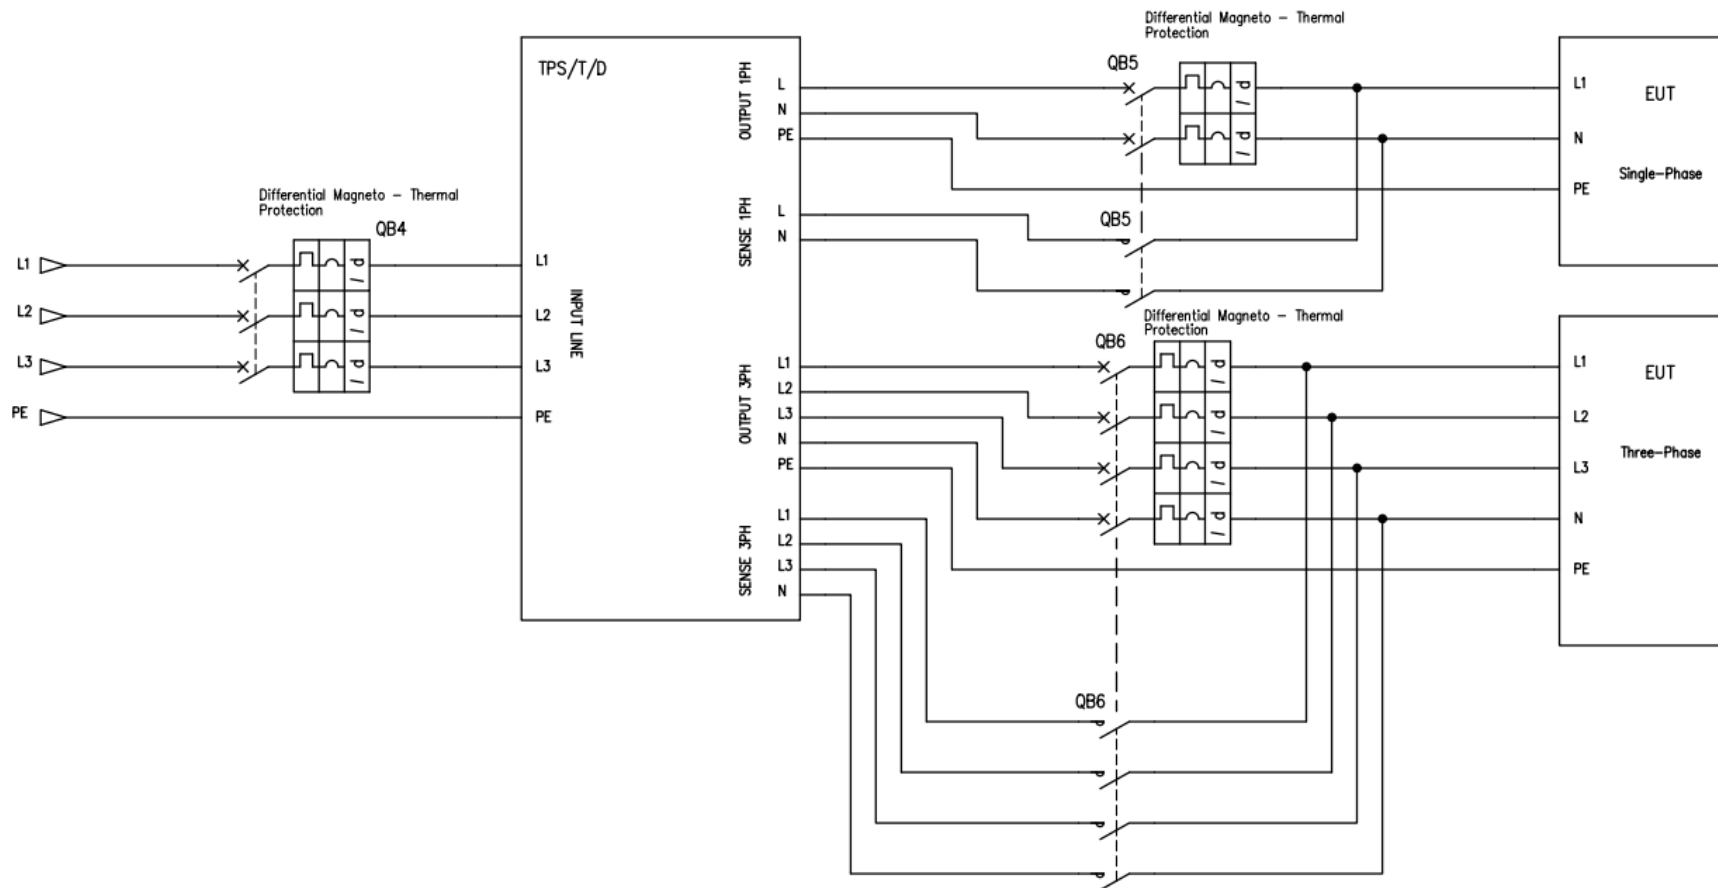 Differential Magneto - Thermal
Protection
QB4
L1
L2
L3
PE
d /
d /
d /
TPS/T/D
L1
L2
L3
PE
INPUT LINE
OUTPUT 1PH
L
N
PE
SENSE 1PH
L
N
OUTPUT 3PH
L1
L2
L3
N
PE
SENSE 3PH
L1
L2
L3
N
Differential Magneto - Thermal
Protection
QB5
d /
d /
QB5
Differential Magneto - Thermal
Protection
QB6
d /
d /
d /
d /
QB6
L1
EUT
N
Single-Phase
PE
L1
EUT
L2
Three-Phase
L3
N
PE